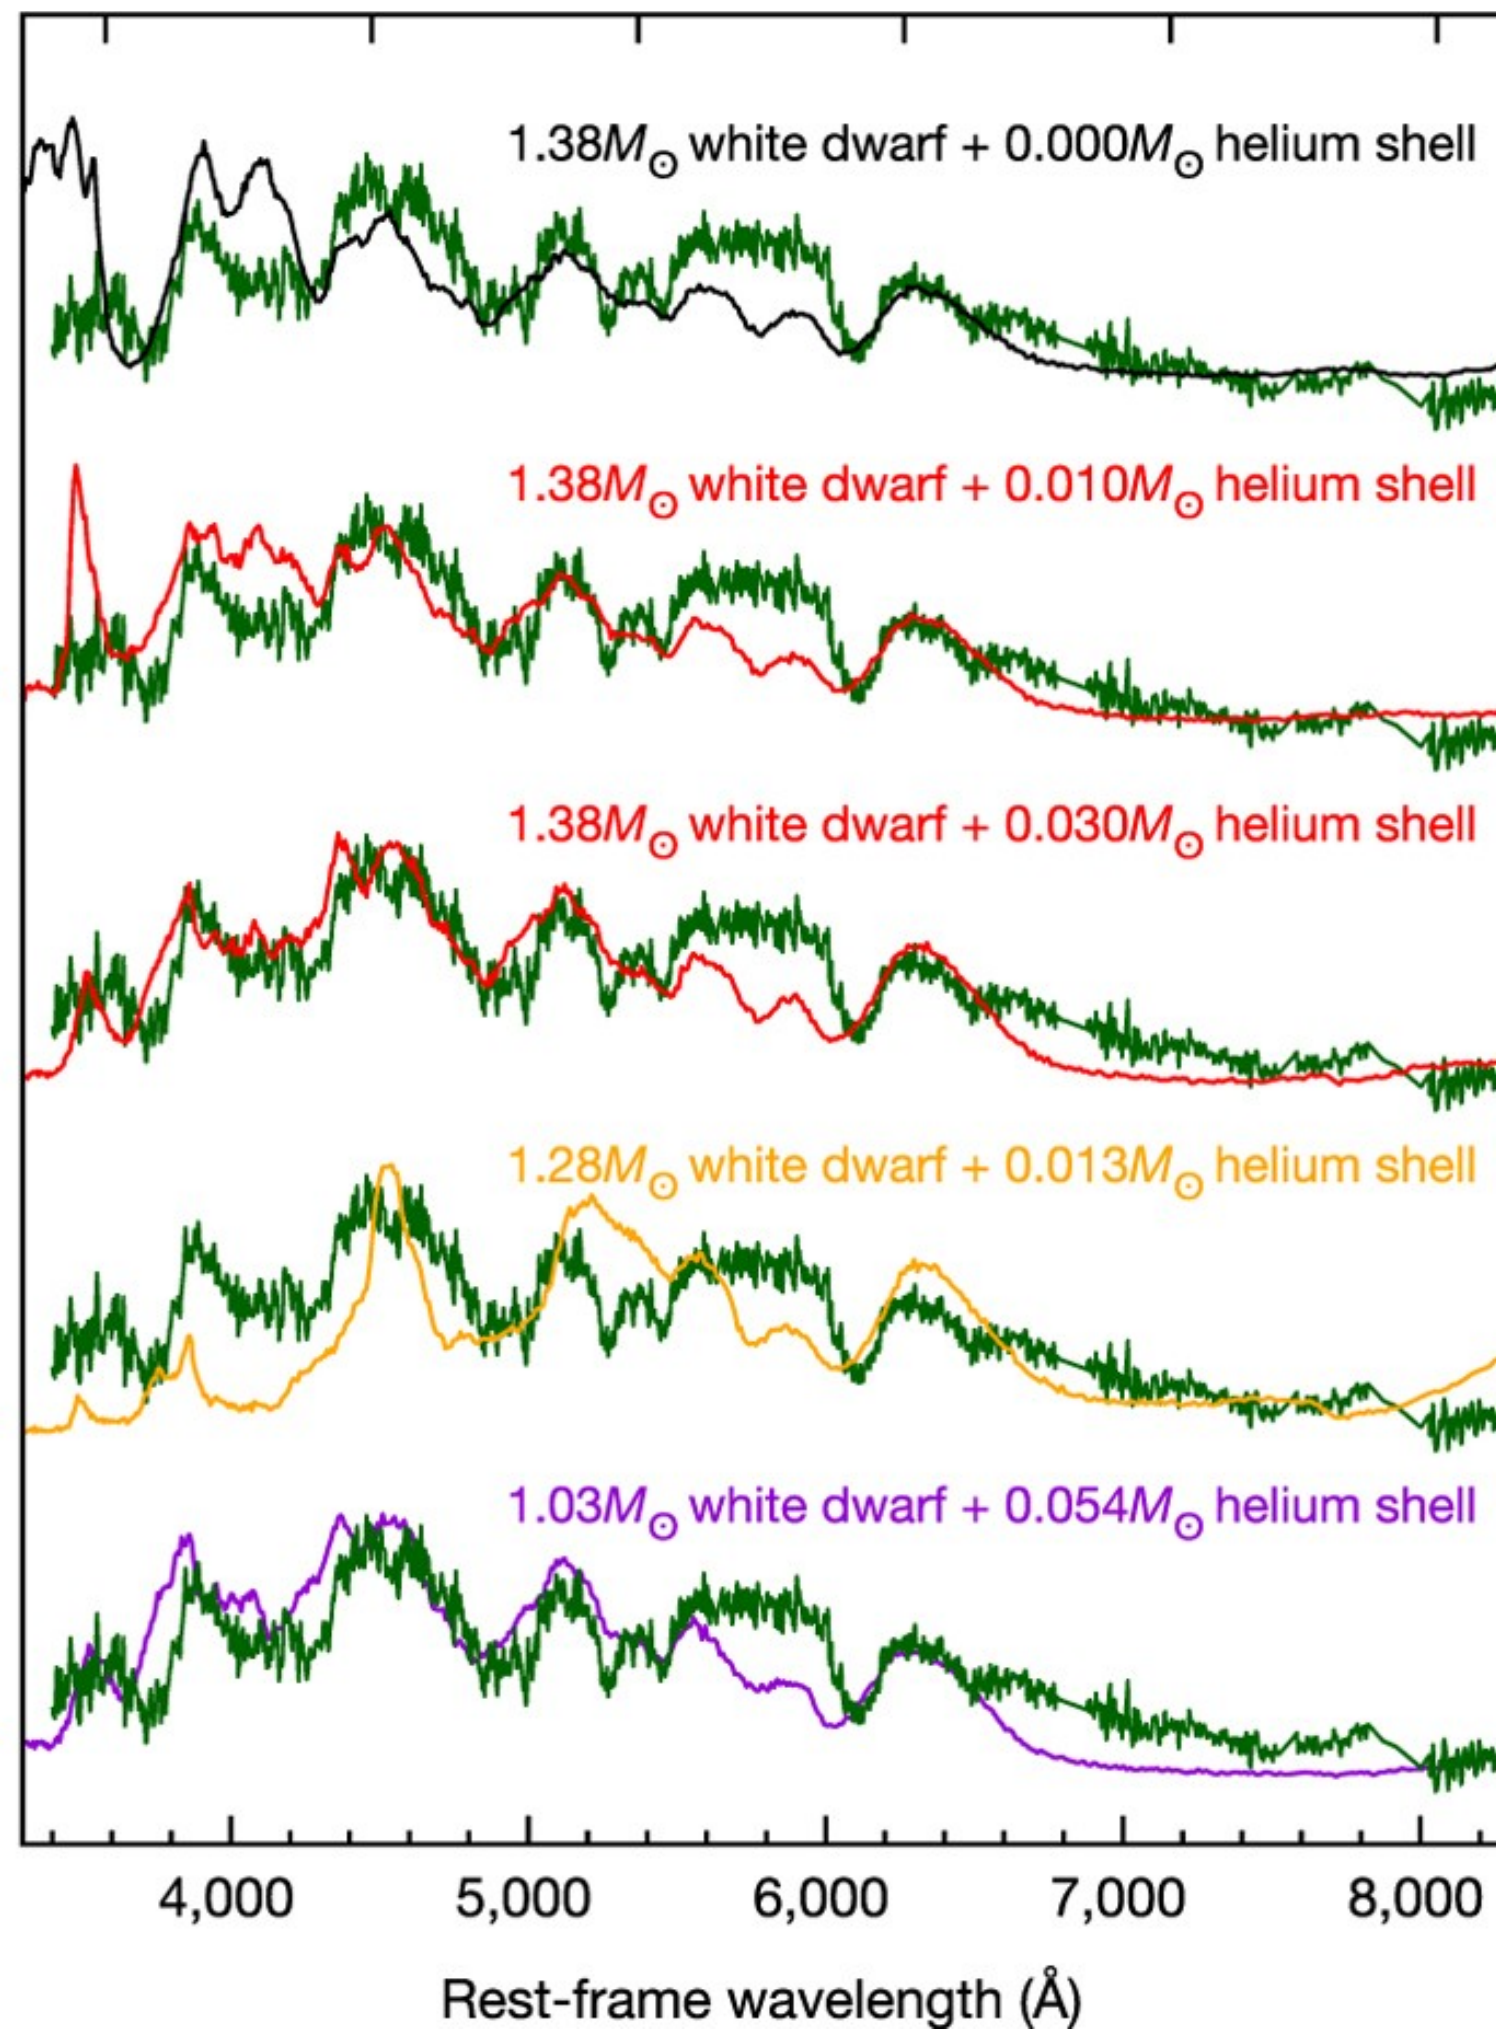 1.38M☉ white dwarf + 0.000M☉ helium shell
1.38M☉ white dwarf + 0.010M☉ helium shell
1.38M☉ white dwarf + 0.030M☉ helium shell
1.28M☉ white dwarf + 0.013M☉ helium shell
1.03M☉ white dwarf + 0.054M☉ helium shell
4,000 5,000 6,000 7,000 8,000
Rest-frame wavelength (Å)